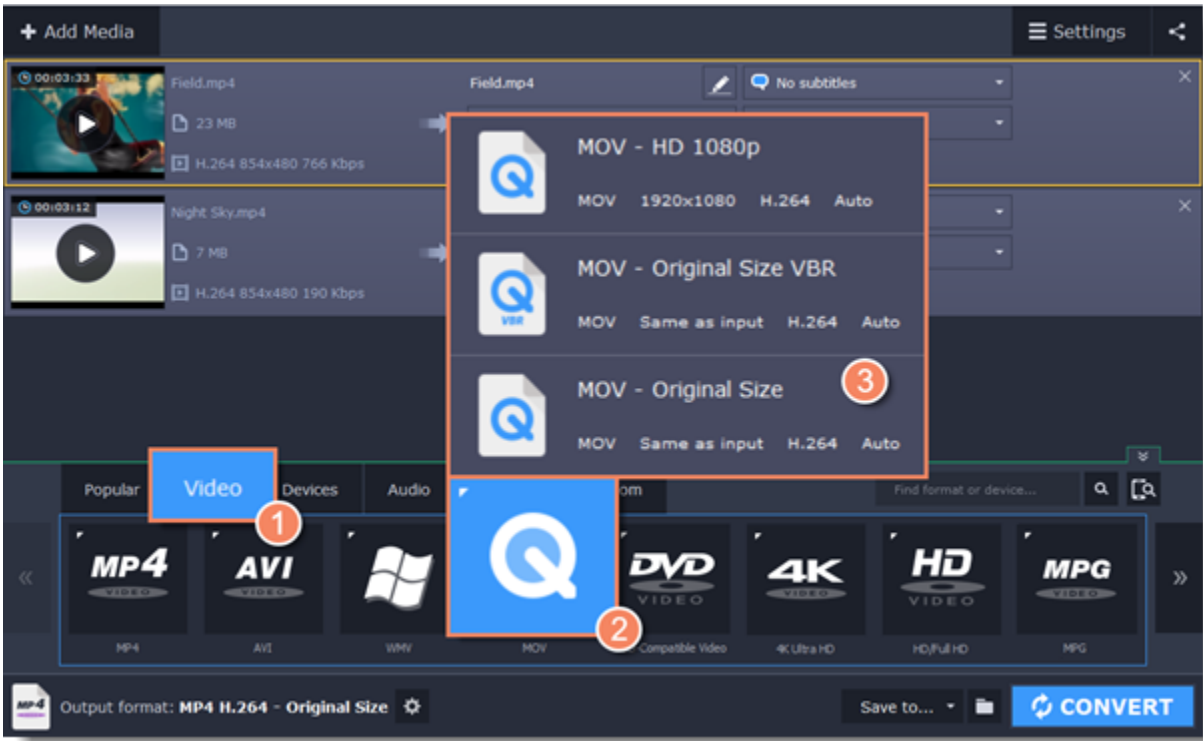 + Add Media
Settings
00:03:33
Field.mp4
23 MB
H.264 854x480 766 Kbps
Field.mp4
No subtitles
00:03:12
Night Sky.mp4
7 MB
H.264 854x480 190 Kbps
MOV - HD 1080p
MOV 1920x1080 H.264 Auto
MOV - Original Size VBR
VBR
MOV Same as input H.264 Auto
MOV - Original Size
MOV Same as input H.264 Auto
3
Popular
Video
Devices
Audio
om
Find format or device...
1
MP4
VIDEO
AVI
VIDEO
DVD
VIDEO
4K
VIDEO
HD
VIDEO
MPG
VIDEO
2
MP4
AVI
WMV
MOV
Compatible Video
4K Ultra HD
HD/Full HD
MPG
MP4
Output format: MP4 H.264 - Original Size
Save to...
CONVERT